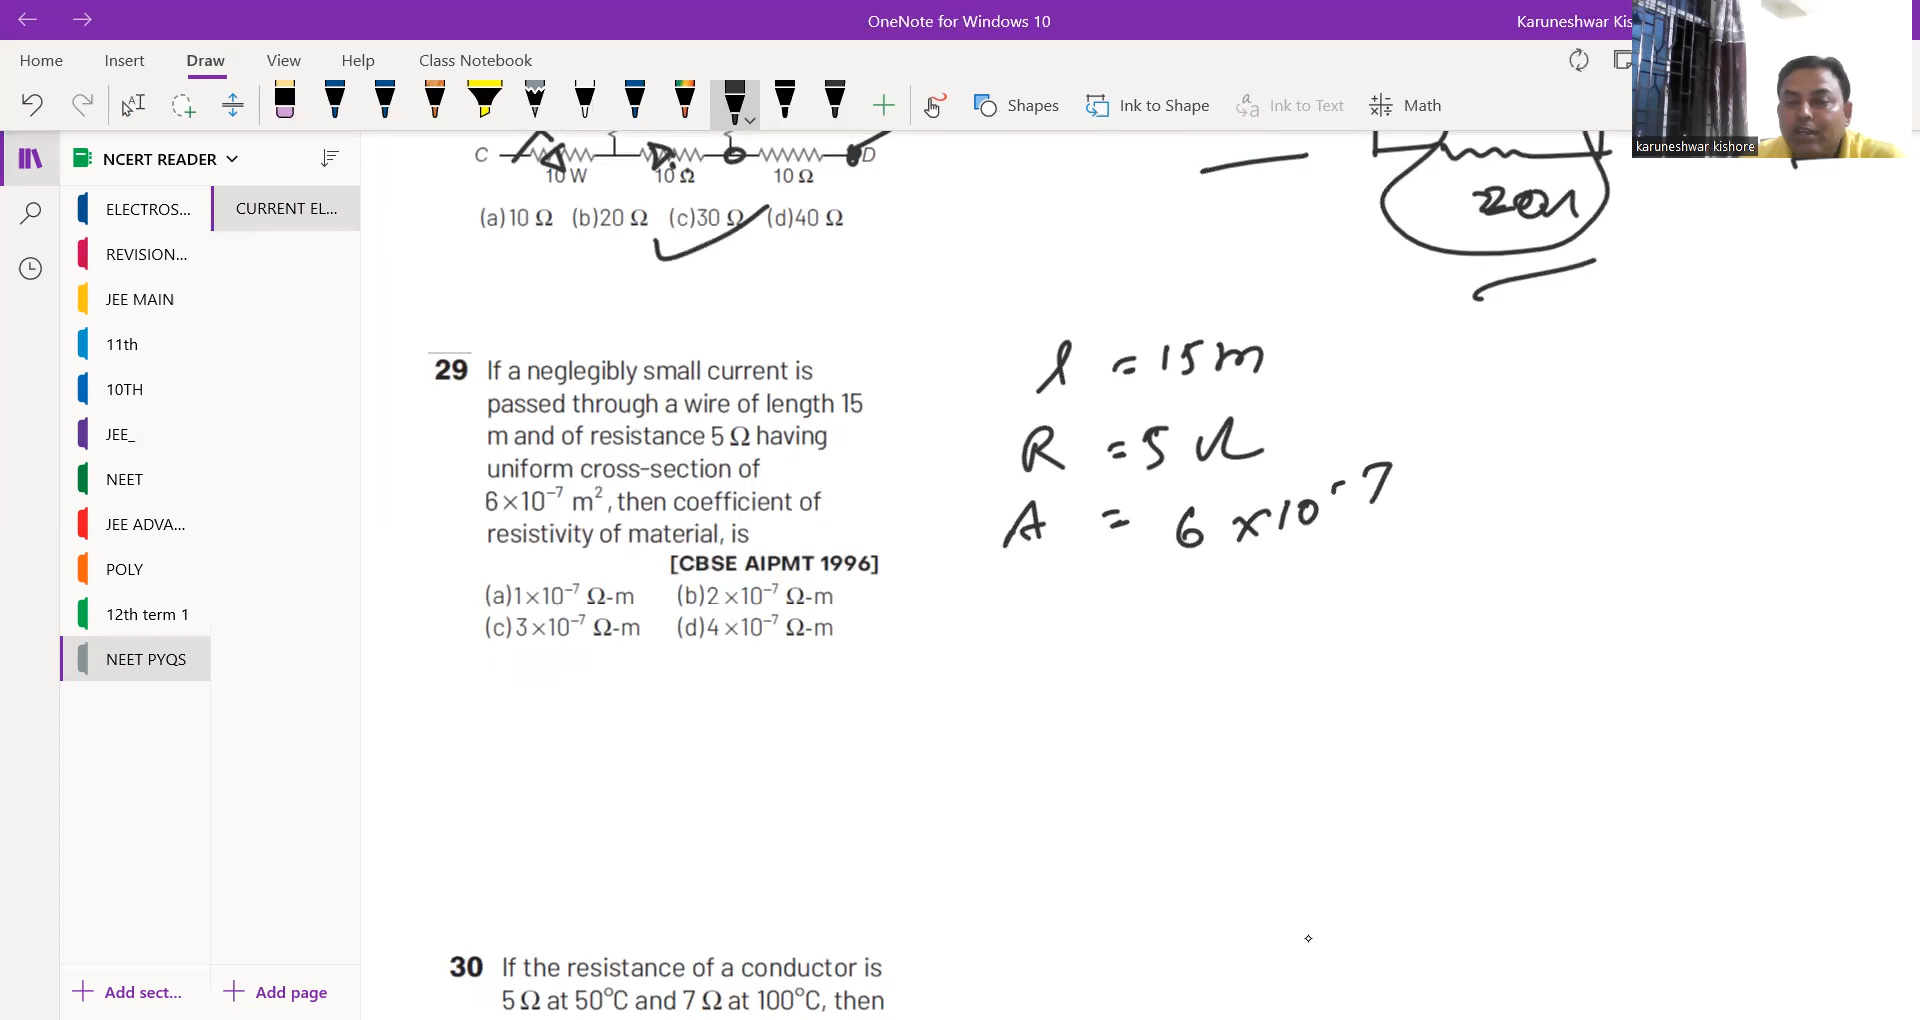 OneNote for Windows 10
Karuneshwar Kis
Home Insert Draw View Help Class Notebook
Shapes Ink to Shape Ink to Text Math
karuneshwar kishore
NCERT READER
ELECTROS...
REVISION...
JEE MAIN
11th
10TH
JEE_
NEET
JEE ADVA...
POLY
12th term 1
NEET PYQS
Add sect...
CURRENT EL...
Add page
C D
10 W 10 Ω 10 Ω
(a)10 Ω (b)20 Ω (c)30 Ω (d)40 Ω
29 If a neglegibly small current is
passed through a wire of length 15
m and of resistance 5 Ω having
uniform cross-section of
6×10⁻⁷ m², then coefficient of
resistivity of material, is
[CBSE AIPMT 1996]
(a)1×10⁻⁷ Ω-m (b)2×10⁻⁷ Ω-m
(c)3×10⁻⁷ Ω-m (d)4×10⁻⁷ Ω-m
l = 15 m
R = 5 Ω
A = 6 × 10⁻⁷
30 If the resistance of a conductor is
5 Ω at 50°C and 7 Ω at 100°C, then